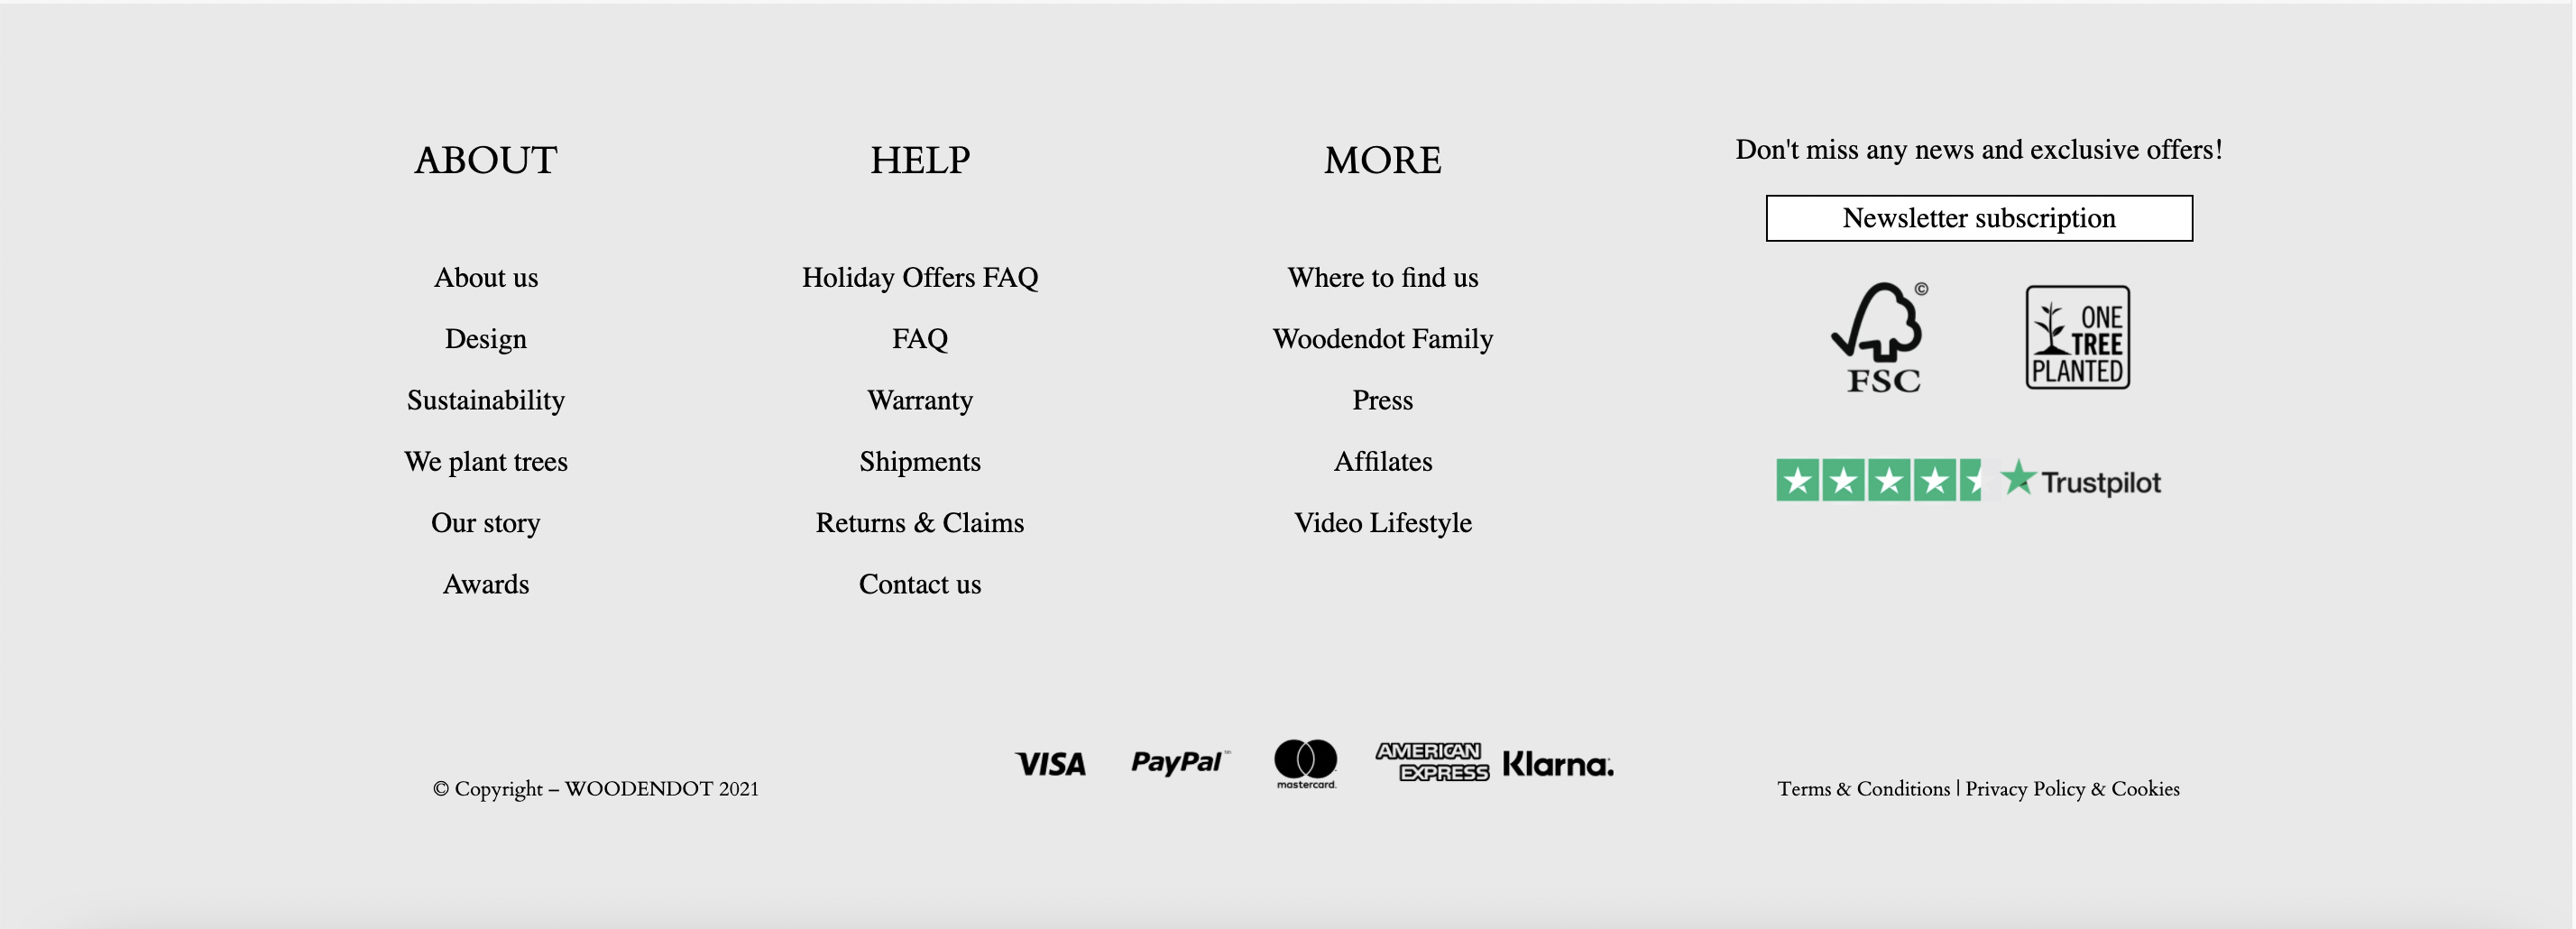 ABOUT
About us
Design
Sustainability
We plant trees
Our story
Awards
HELP
Holiday Offers FAQ
FAQ
Warranty
Shipments
Returns & Claims
Contact us
MORE
Where to find us
Woodendot Family
Press
Affilates
Video Lifestyle
Don't miss any news and exclusive offers!
Newsletter subscription
©
FSC
ONE
TREE
PLANTED
Trustpilot
© Copyright – WOODENDOT 2021
VISA
PayPal™
mastercard.
AMERICAN
EXPRESS
Klarna.
Terms & Conditions | Privacy Policy & Cookies